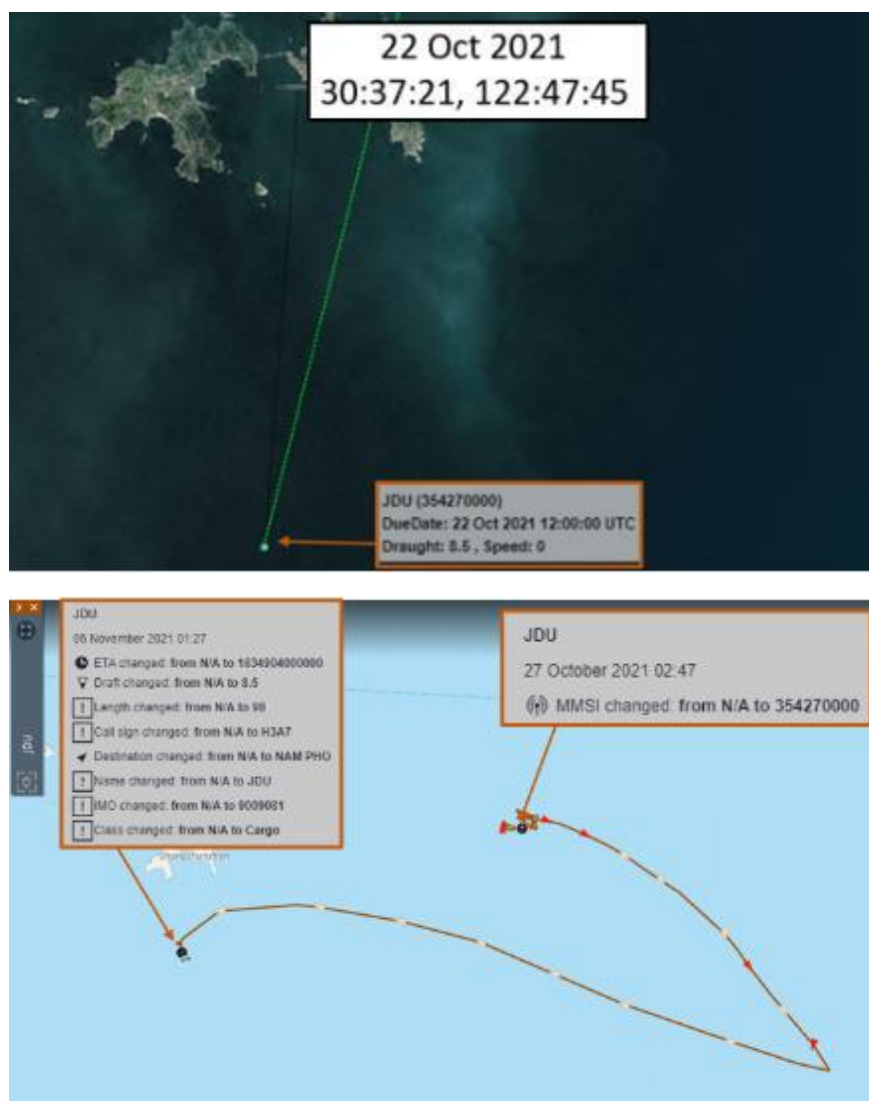 22 Oct 2021
30:37:21, 122:47:45
JDU (354270000)
DueDate: 22 Oct 2021 12:00:00 UTC
Draught: 8.5 , Speed: 0
JDU
06 November 2021 01:27
ETA changed: from N/A to 1634904000000
Draft changed: from N/A to 8.5
Length changed: from N/A to 98
Call sign changed: from N/A to H3A7
Destination changed: from N/A to NAM PHO
Name changed: from N/A to JDU
IMO changed: from N/A to 9009081
Class changed: from N/A to Cargo
JDU
27 October 2021 02:47
MMSI changed: from N/A to 354270000